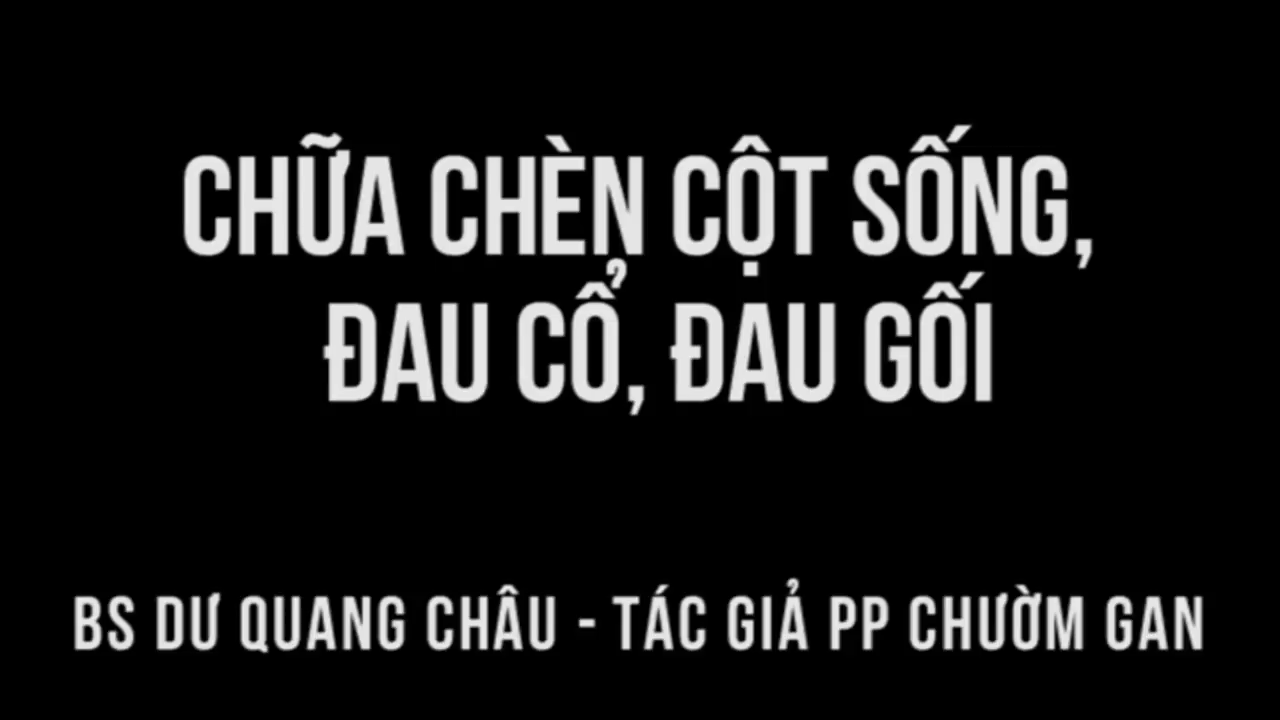 CHỮA CHÈN CỘT SỐNG,
ĐAU CỔ, ĐAU GỐI
BS DƯ QUANG CHÂU - TÁC GIẢ PP CHƯỜM GAN